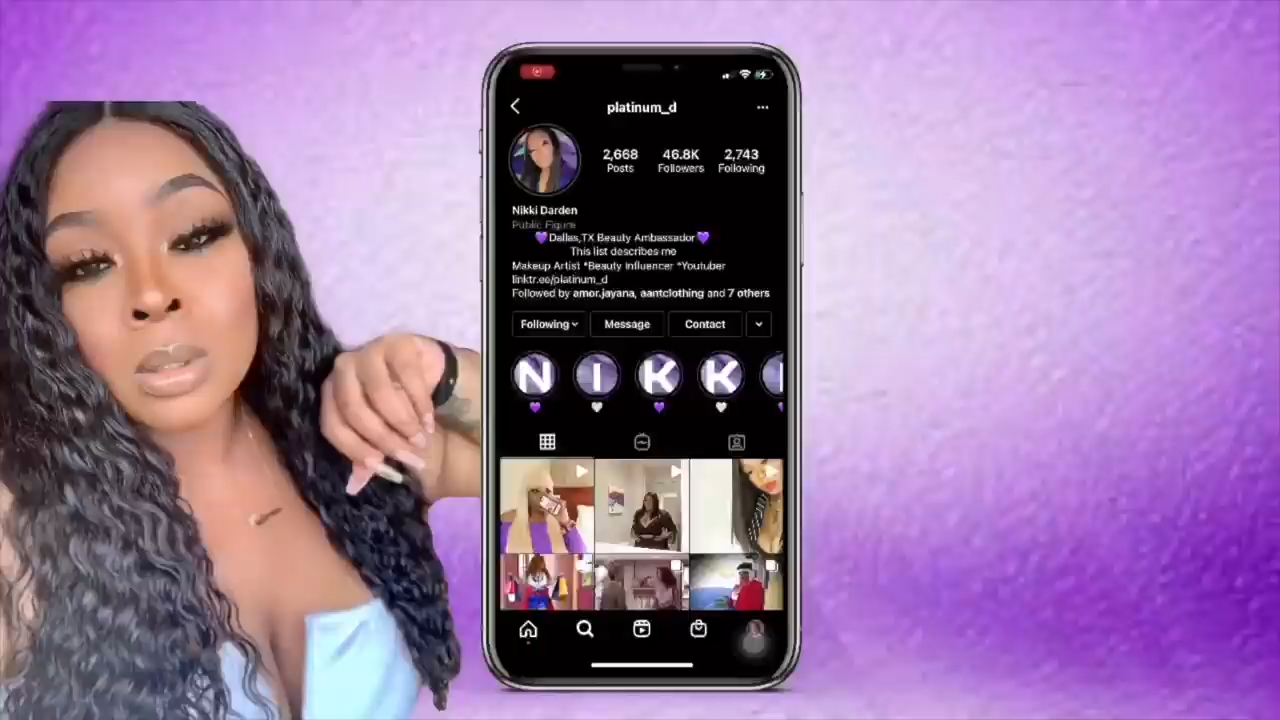 platinum_d
2,668 46.8K 2,743
Posts Followers Following
Nikki Darden
Public Figure
💜Dallas,TX Beauty Ambassador💜
This list describes me
Makeup Artist *Beauty Influencer *Youtuber
linktr.ee/platinum_d
Followed by amor.jayana, aantclothing and 7 others
Following Message Contact
N I K K